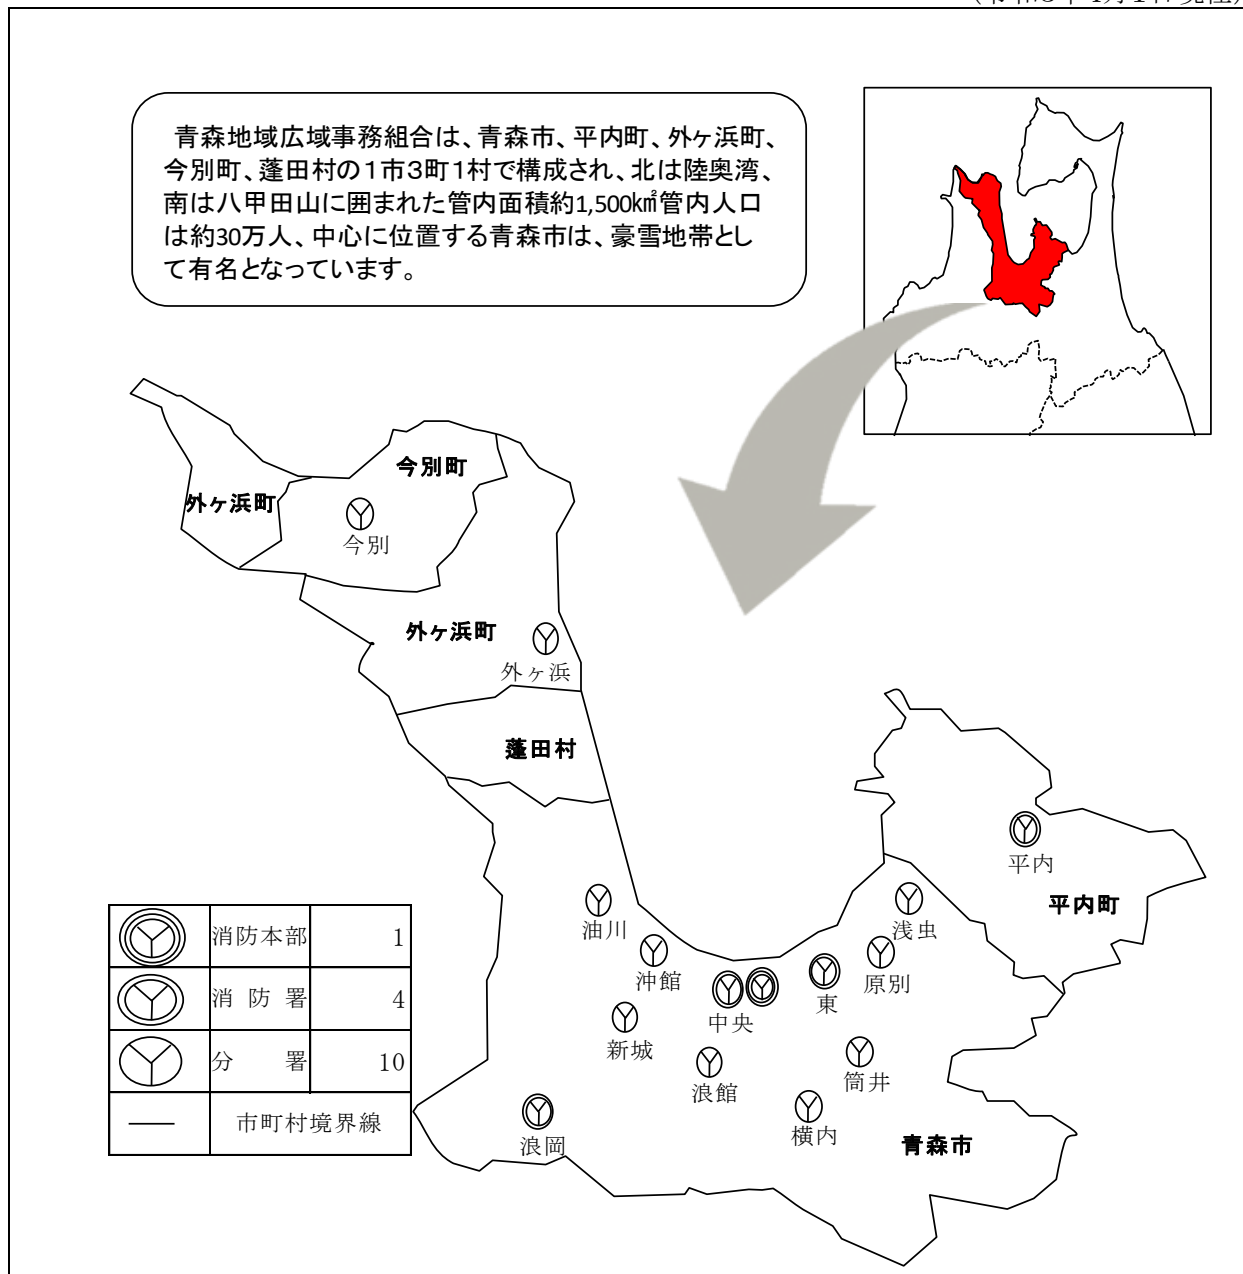 青森地域広域事務組合は、青森市、平内町、外ヶ浜町、
今別町、蓬田村の1市3町1村で構成され、北は陸奥湾、
南は八甲田山に囲まれた管内面積約1,500㎢管内人口
は約30万人、中心に位置する青森市は、豪雪地帯とし
て有名となっています。
今別町
外ヶ浜町
今別
外ヶ浜町
外ヶ浜
蓬田村
平内
平内町
油川
浅虫
沖館
原別
東
中央
新城
筒井
浪館
横内
浪岡
青森市
消防本部 1
消防署 4
分署 10
市町村境界線